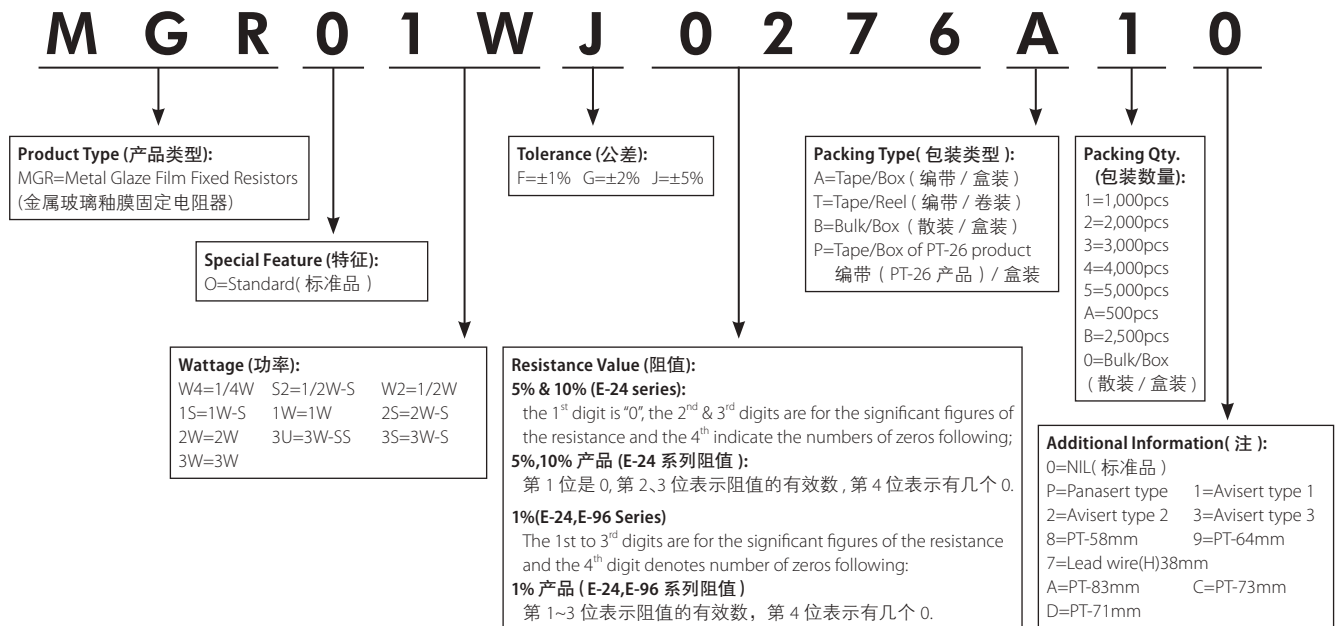 M G R 0 1 W J 0 2 7 6 A 1 0
Product Type (产品类型):
MGR=Metal Glaze Film Fixed Resistors
(金属玻璃釉膜固定电阻器)
Special Feature (特征):
O=Standard( 标准品 )
Wattage (功率):
W4=1/4W S2=1/2W-S W2=1/2W
1S=1W-S 1W=1W 2S=2W-S
2W=2W 3U=3W-SS 3S=3W-S
3W=3W
Tolerance (公差):
F=±1% G=±2% J=±5%
Resistance Value (阻值):
5% & 10% (E-24 series):
the 1st digit is “0”, the 2nd & 3rd digits are for the significant figures of
the resistance and the 4th indicate the numbers of zeros following;
5%,10% 产品 (E-24 系列阻值 ):
第 1 位是 0, 第 2、3 位表示阻值的有效数 , 第 4 位表示有几个 0.
1%(E-24,E-96 Series)
The 1st to 3rd digits are for the significant figures of the resistance
and the 4th digit denotes number of zeros following:
1% 产品 ( E-24,E-96 系列阻值 )
第 1~3 位表示阻值的有效数，第 4 位表示有几个 0.
Packing Type( 包装类型 ):
A=Tape/Box ( 编带 / 盒装 )
T=Tape/Reel ( 编带 / 卷装 )
B=Bulk/Box ( 散装 / 盒装 )
P=Tape/Box of PT-26 product
编带 ( PT-26 产品 ) / 盒装
Packing Qty.
(包装数量):
1=1,000pcs
2=2,000pcs
3=3,000pcs
4=4,000pcs
5=5,000pcs
A=500pcs
B=2,500pcs
0=Bulk/Box
( 散装 / 盒装 )
Additional Information( 注 ):
0=NIL( 标准品 )
P=Panasert type 1=Avisert type 1
2=Avisert type 2 3=Avisert type 3
8=PT-58mm 9=PT-64mm
7=Lead wire(H)38mm
A=PT-83mm C=PT-73mm
D=PT-71mm